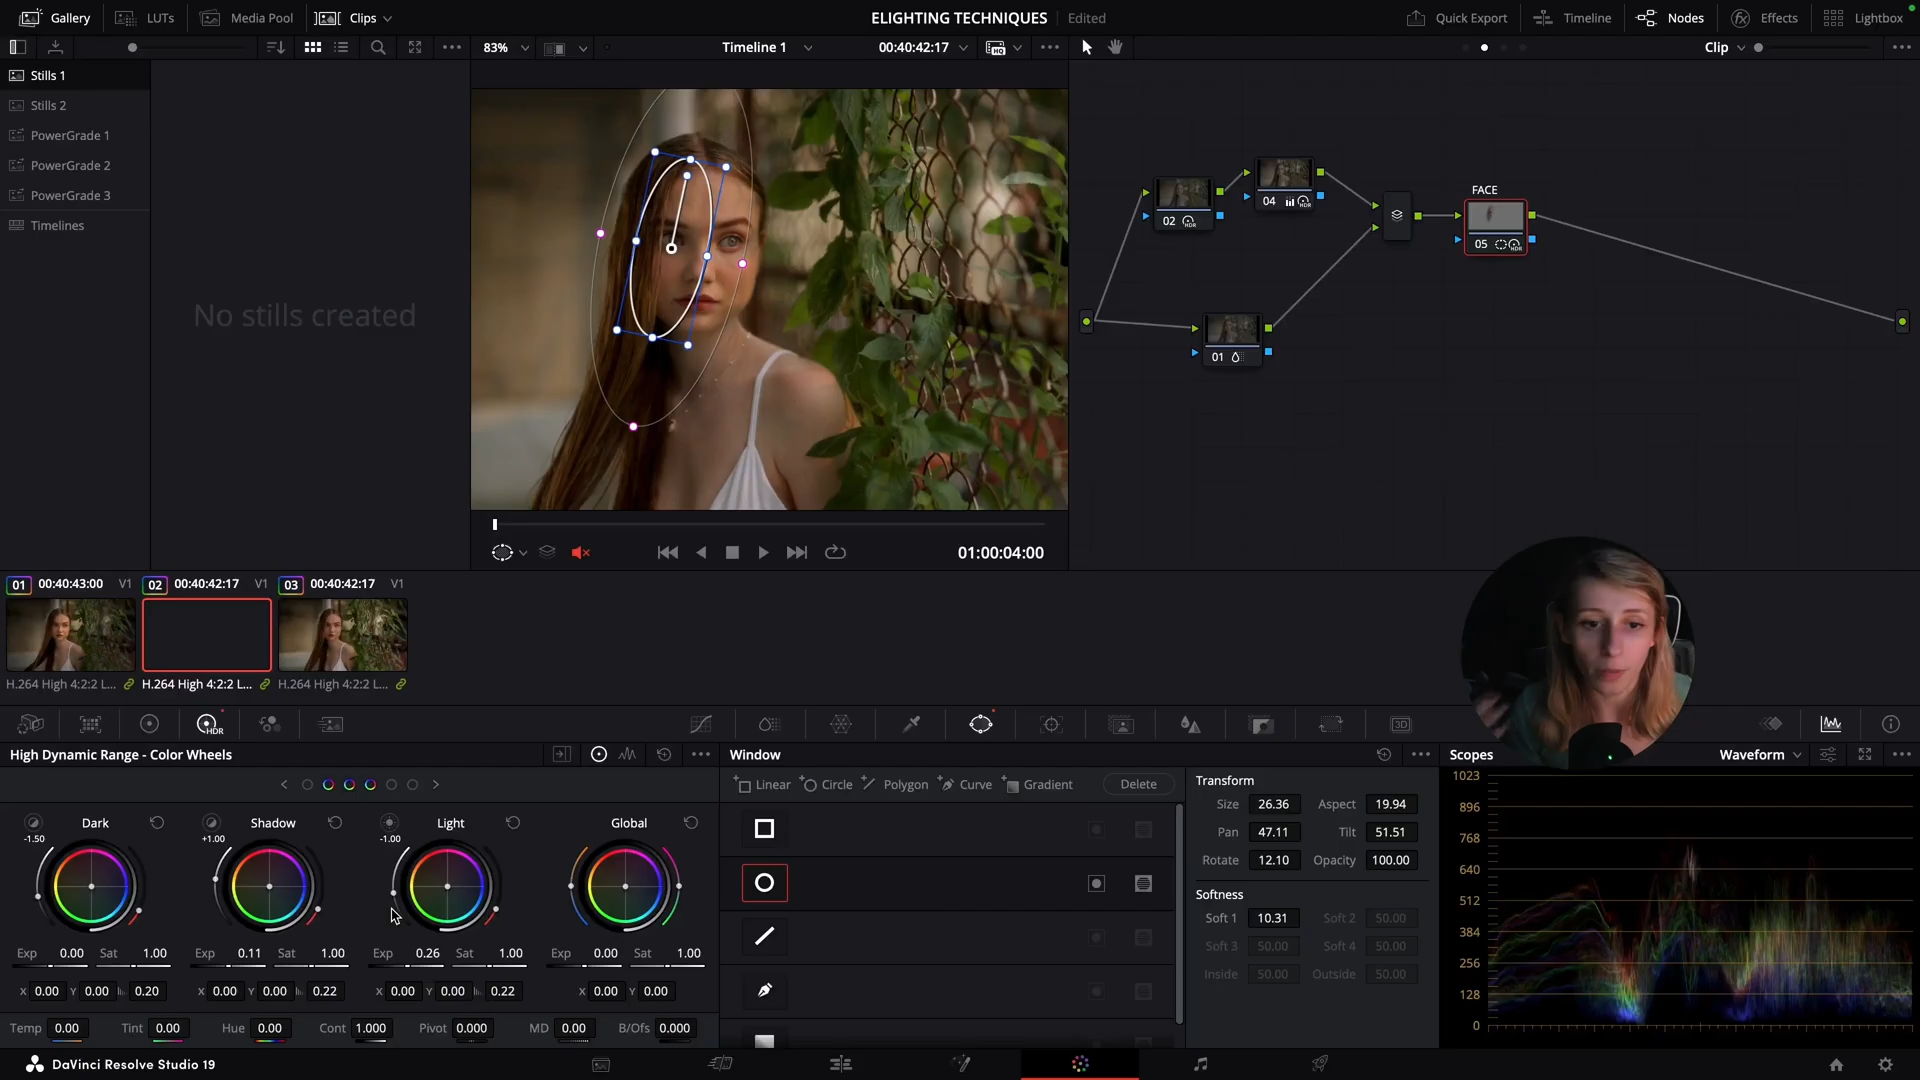 Gallery LUTs Media Pool Clips ELIGHTING TECHNIQUES Edited Quick Export Timeline Nodes Effects Lightbox
83% Timeline 1 00:40:42:17 Clip
Stills 1
Stills 2
PowerGrade 1
PowerGrade 2
PowerGrade 3
Timelines
No stills created
FACE
02 HDR
04 HDR
05 HDR
01
01:00:04:00
01 00:40:43:00 V1 02 00:40:42:17 V1 03 00:40:42:17 V1
H.264 High 4:2:2 L... H.264 High 4:2:2 L... H.264 High 4:2:2 L...
HDR 3D
High Dynamic Range - Color Wheels
Dark Shadow Light Global
-1.50 +1.00 -1.00
Exp 0.00 Sat 1.00 Exp 0.11 Sat 1.00 Exp 0.26 Sat 1.00 Exp 0.00 Sat 1.00
X 0.00 Y 0.00 0.20 X 0.00 Y 0.00 0.22 X 0.00 Y 0.00 0.22 X 0.00 Y 0.00
Temp 0.00 Tint 0.00 Hue 0.00 Cont 1.000 Pivot 0.000 MD 0.00 B/Ofs 0.000
Window
Linear Circle Polygon Curve Gradient Delete
Transform
Size 26.36 Aspect 19.94
Pan 47.11 Tilt 51.51
Rotate 12.10 Opacity 100.00
Softness
Soft 1 10.31 Soft 2 50.00
Soft 3 50.00 Soft 4 50.00
Inside 50.00 Outside 50.00
Scopes Waveform
1023
896
768
640
512
384
256
128
0
DaVinci Resolve Studio 19